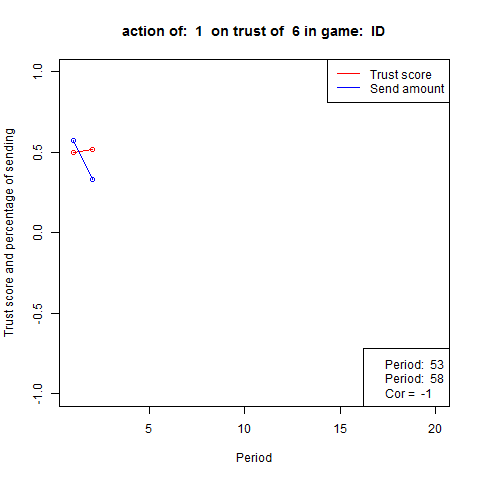 action of:  1  on trust of  6 in game:  ID
Trust score
Send amount
Trust score and percentage of sending
1.0
0.5
0.0
-0.5
-1.0
Period:  53
Period:  58
Cor =  -1
5 10 15 20
Period